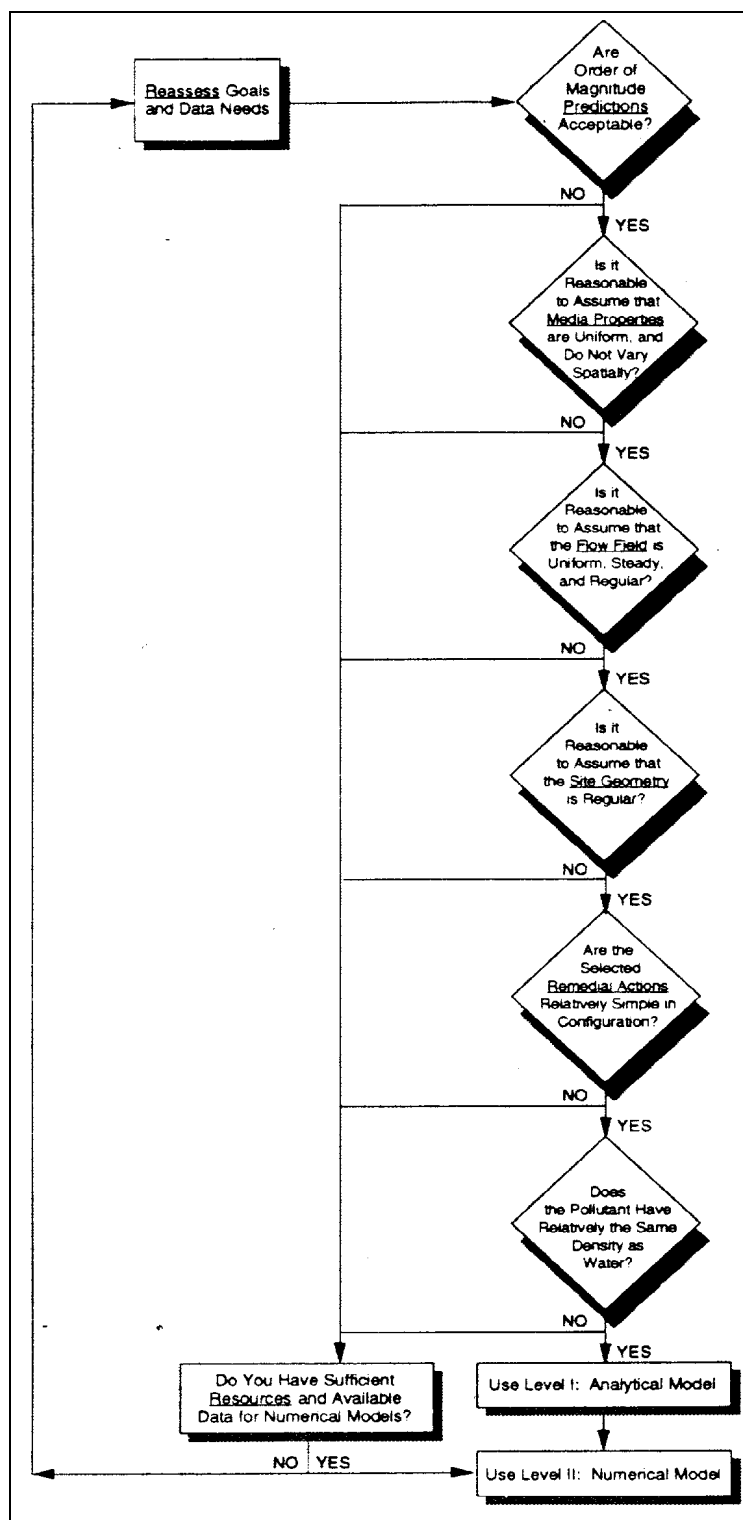 Reassess Goals
and Data Needs
Are
Order of
Magnitude
Predictions
Acceptable?
NO
YES
Is it
Reasonable
to Assume that
Media Properties
are Uniform, and
Do Not Vary
Spatially?
NO
YES
Is it
Reasonable
to Assume that
the Flow Field is
Uniform, Steady,
and Regular?
NO
YES
Is it
Reasonable
to Assume that
the Site Geometry
is Regular?
NO
YES
Are the
Selected
Remedial Actions
Relatively Simple in
Configuration?
NO
YES
Does
the Pollutant Have
Relatively the Same
Density as
Water?
NO
YES
Do You Have Sufficient
Resources and Available
Data for Numerical Models?
NO YES
Use Level I: Analytical Model
Use Level II: Numerical Model